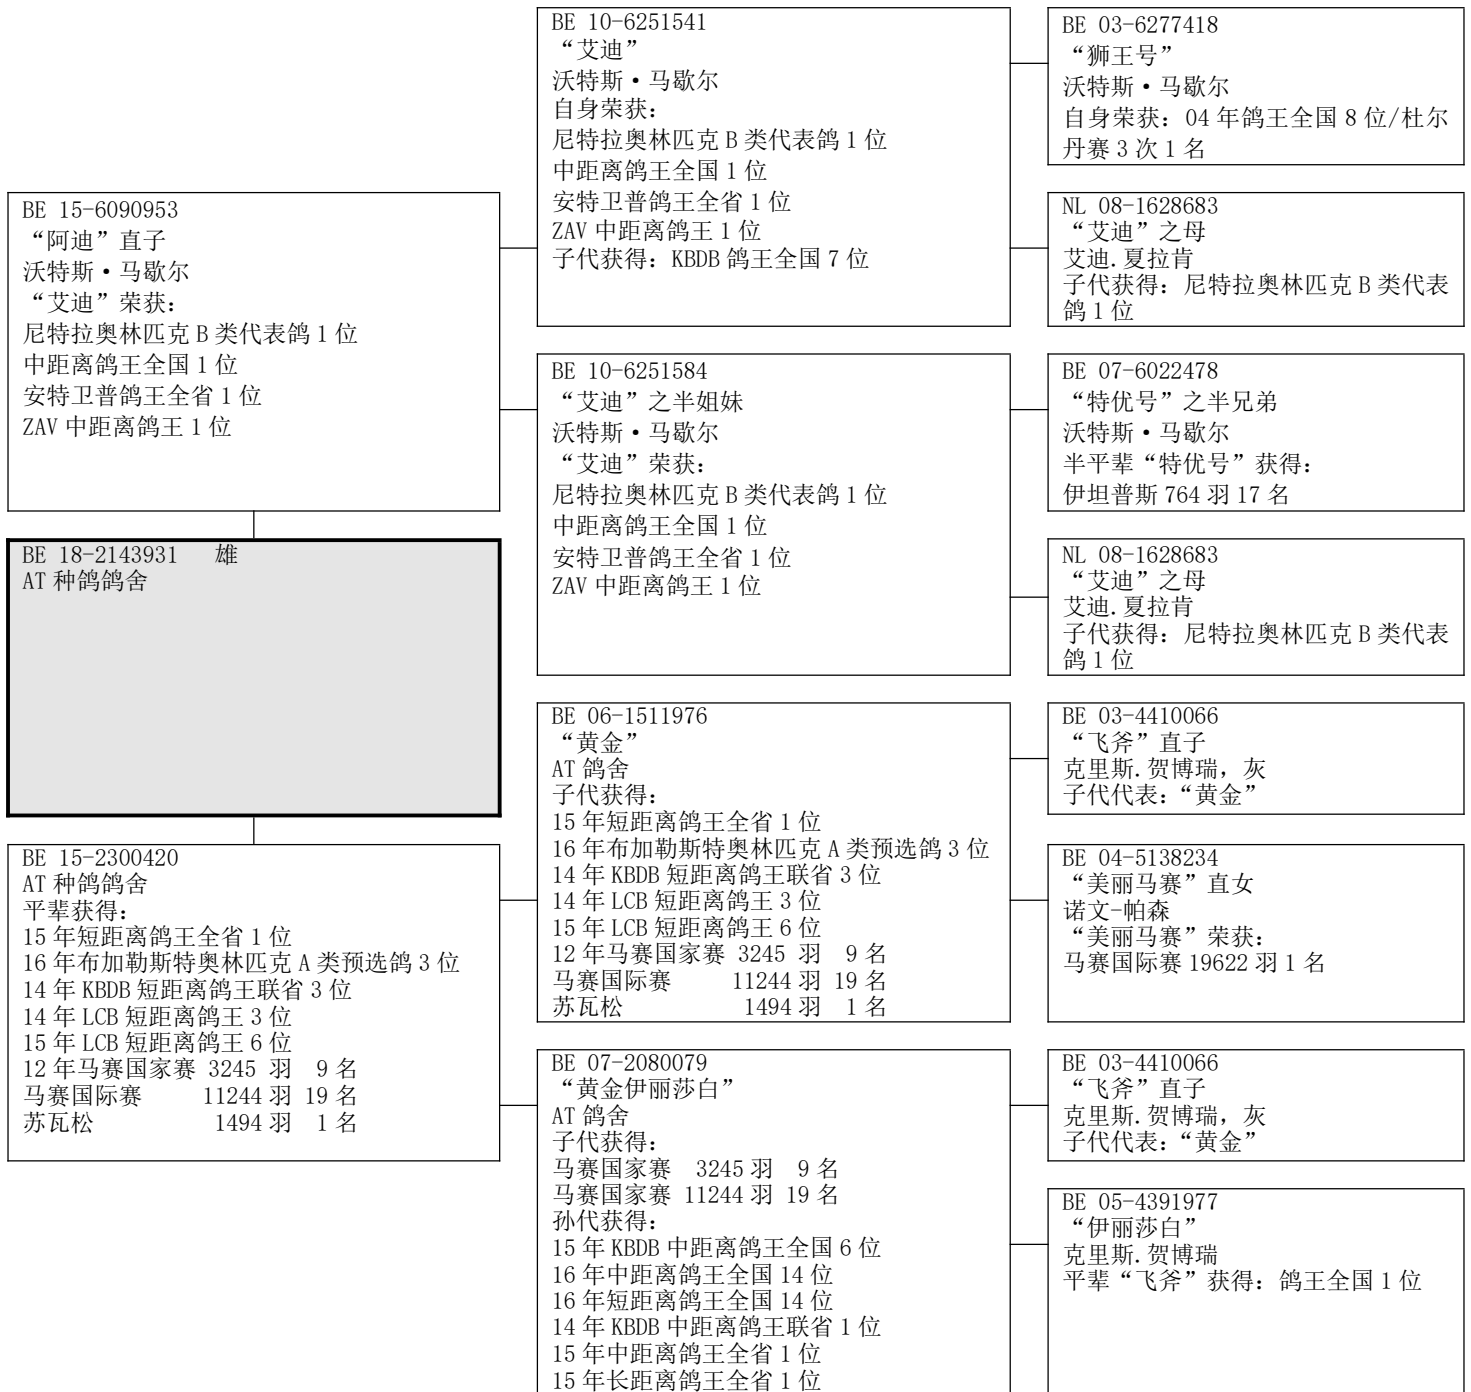 BE 15-6090953
“阿迪”直子
沃特斯·马歇尔
“艾迪”荣获：
尼特拉奥林匹克 B 类代表鸽 1 位
中距离鸽王全国 1 位
安特卫普鸽王全省 1 位
ZAV 中距离鸽王 1 位
BE 18-2143931 雄
AT 种鸽鸽舍
BE 15-2300420
AT 种鸽鸽舍
平辈获得：
15 年短距离鸽王全省 1 位
16 年布加勒斯特奥林匹克 A 类预选鸽 3 位
14 年 KBDB 短距离鸽王联省 3 位
14 年 LCB 短距离鸽王 3 位
15 年 LCB 短距离鸽王 6 位
12 年马赛国家赛 3245 羽 9 名
马赛国际赛 11244 羽 19 名
苏瓦松 1494 羽 1 名
BE 10-6251541
“艾迪”
沃特斯·马歇尔
自身荣获：
尼特拉奥林匹克 B 类代表鸽 1 位
中距离鸽王全国 1 位
安特卫普鸽王全省 1 位
ZAV 中距离鸽王 1 位
子代获得：KBDB 鸽王全国 7 位
BE 10-6251584
“艾迪”之半姐妹
沃特斯·马歇尔
“艾迪”荣获：
尼特拉奥林匹克 B 类代表鸽 1 位
中距离鸽王全国 1 位
安特卫普鸽王全省 1 位
ZAV 中距离鸽王 1 位
BE 06-1511976
“黄金”
AT 鸽舍
子代获得：
15 年短距离鸽王全省 1 位
16 年布加勒斯特奥林匹克 A 类预选鸽 3 位
14 年 KBDB 短距离鸽王联省 3 位
14 年 LCB 短距离鸽王 3 位
15 年 LCB 短距离鸽王 6 位
12 年马赛国家赛 3245 羽 9 名
马赛国际赛 11244 羽 19 名
苏瓦松 1494 羽 1 名
BE 07-2080079
“黄金伊丽莎白”
AT 鸽舍
子代获得：
马赛国家赛 3245 羽 9 名
马赛国家赛 11244 羽 19 名
孙代获得：
15 年 KBDB 中距离鸽王全国 6 位
16 年中距离鸽王全国 14 位
16 年短距离鸽王全国 14 位
14 年 KBDB 中距离鸽王联省 1 位
15 年中距离鸽王全省 1 位
15 年长距离鸽王全省 1 位
BE 03-6277418
“狮王号”
沃特斯·马歇尔
自身荣获：04 年鸽王全国 8 位/杜尔
丹赛 3 次 1 名
NL 08-1628683
“艾迪”之母
艾迪.夏拉肯
子代获得：尼特拉奥林匹克 B 类代表
鸽 1 位
BE 07-6022478
“特优号”之半兄弟
沃特斯·马歇尔
半平辈“特优号”获得：
伊坦普斯 764 羽 17 名
NL 08-1628683
“艾迪”之母
艾迪.夏拉肯
子代获得：尼特拉奥林匹克 B 类代表
鸽 1 位
BE 03-4410066
“飞斧”直子
克里斯.贺博瑞，灰
子代代表：“黄金”
BE 04-5138234
“美丽马赛”直女
诺文-帕森
“美丽马赛”荣获：
马赛国际赛 19622 羽 1 名
BE 03-4410066
“飞斧”直子
克里斯.贺博瑞，灰
子代代表：“黄金”
BE 05-4391977
“伊丽莎白”
克里斯.贺博瑞
平辈“飞斧”获得：鸽王全国 1 位